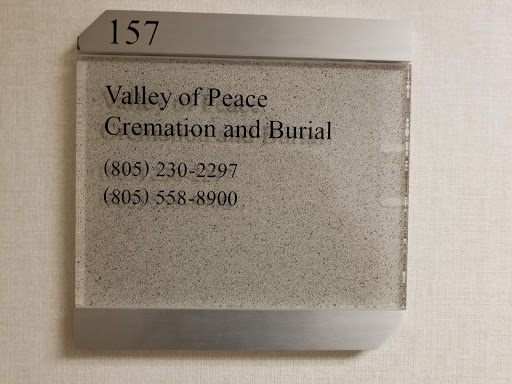 157
Valley of Peace
Cremation and Burial
(805) 230-2297
(805) 558-8900